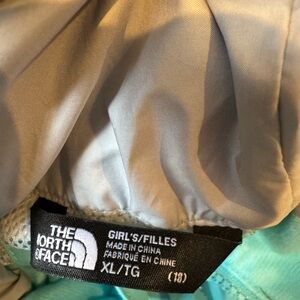 THE
NORTH
FACE
GIRL'S/FILLES
MADE IN CHINA
FABRIQUÉ EN CHINE
XL/TG
(18)